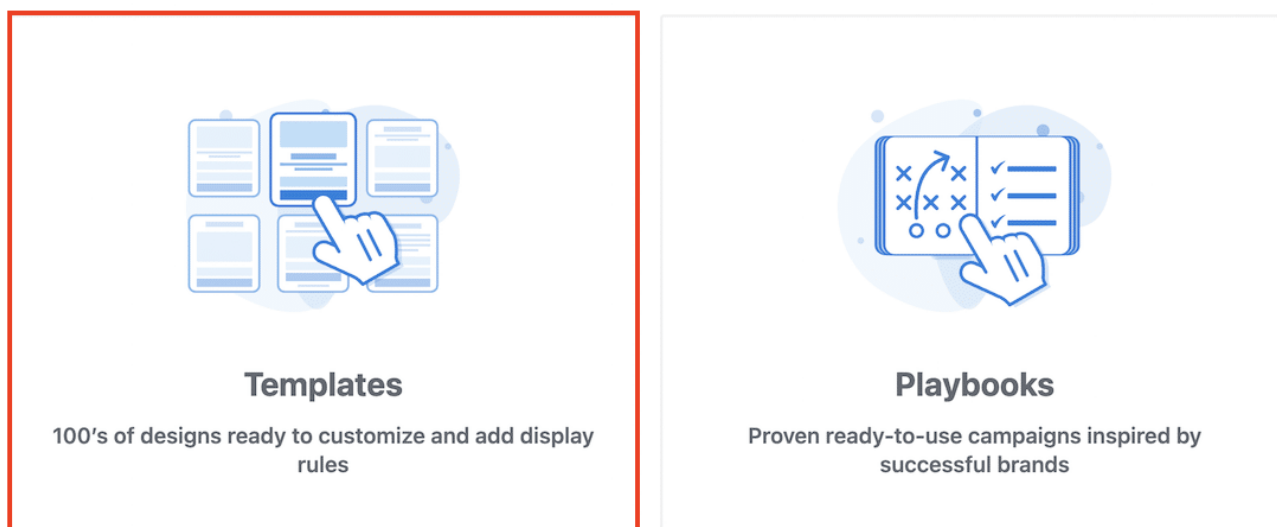 Templates
100’s of designs ready to customize and add display
rules
Playbooks
Proven ready-to-use campaigns inspired by
successful brands